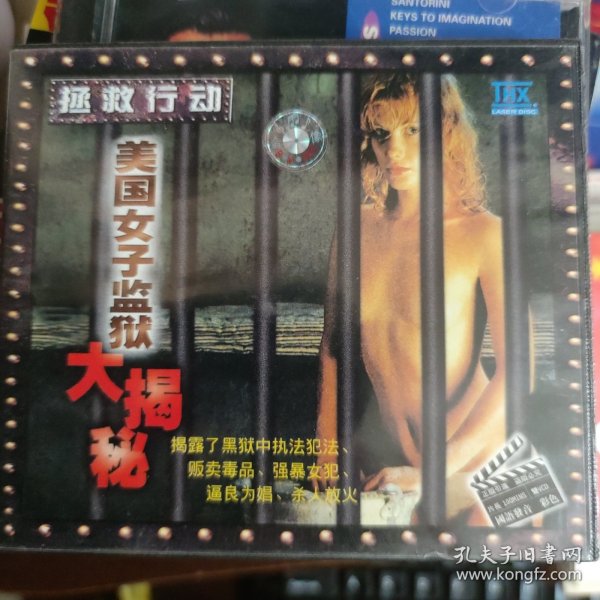 SANTORINI
KEYS TO IMAGINATION
PASSION
拯救行动
THX
LASER DISC
美国女子监狱
大揭秘
揭露了黑狱中执法犯法、
贩卖毒品、强暴女犯、
逼良为娼、杀人放火
国语发音 彩色
孔夫子旧书网
www.kongfz.com